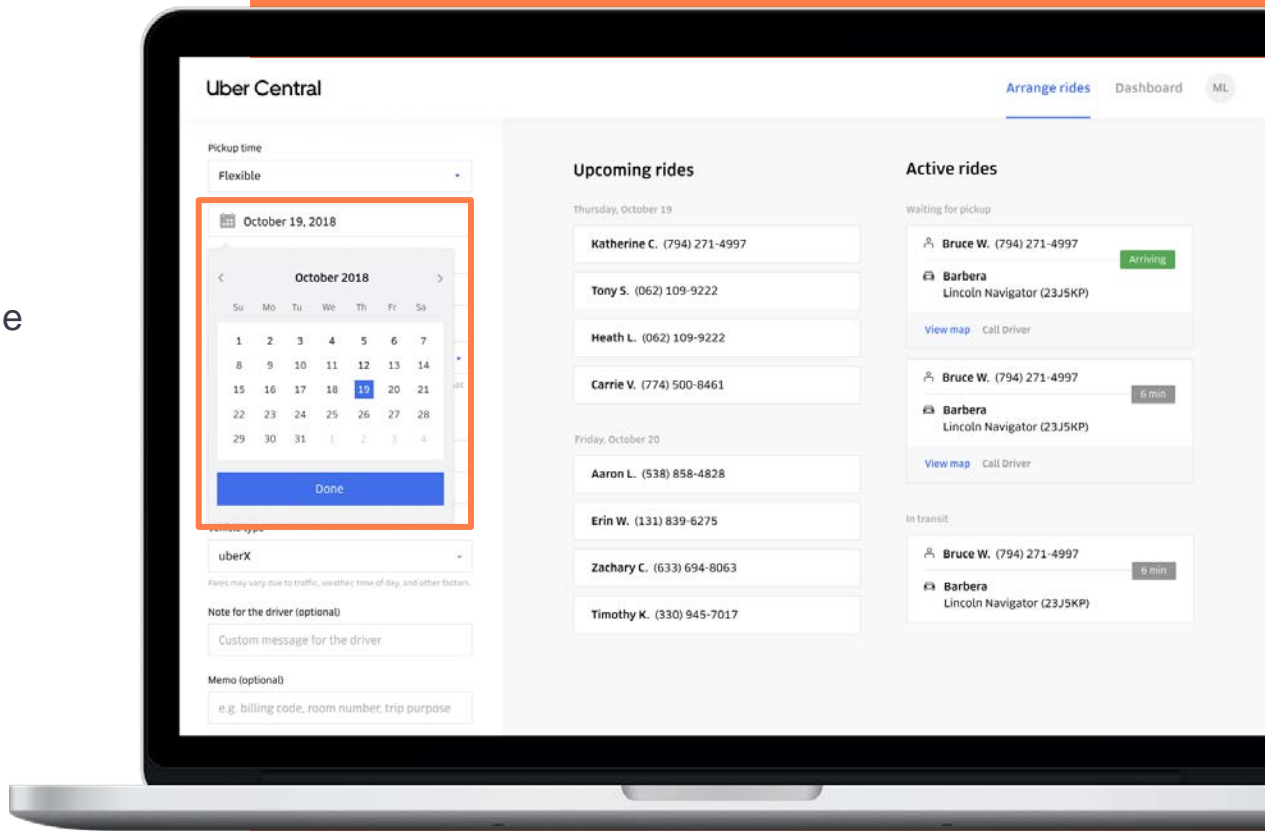 e
Uber Central
Arrange rides
Dashboard
ML
Pickup time
Flexible
October 19, 2018
October 2018
Su Mo Tu We Th Fr Sa
1 2 3 4 5 6 7
8 9 10 11 12 13 14
15 16 17 18 19 20 21
22 23 24 25 26 27 28
29 30 31 1 2 3 4
Done
uberX
Fares may vary due to traffic, weather, time of day, and other factors.
Note for the driver (optional)
Custom message for the driver
Memo (optional)
e.g. billing code, room number, trip purpose
Upcoming rides
Thursday, October 19
Katherine C. (794) 271-4997
Tony S. (062) 109-9222
Heath L. (062) 109-9222
Carrie V. (774) 500-8461
Friday, October 20
Aaron L. (538) 858-4828
Erin W. (131) 839-6275
Zachary C. (633) 694-8063
Timothy K. (330) 945-7017
Active rides
Waiting for pickup
Bruce W. (794) 271-4997
Arriving
Barbera
Lincoln Navigator (23J5KP)
View map Call Driver
Bruce W. (794) 271-4997
6 min
Barbera
Lincoln Navigator (23J5KP)
View map Call Driver
In transit
Bruce W. (794) 271-4997
6 min
Barbera
Lincoln Navigator (23J5KP)